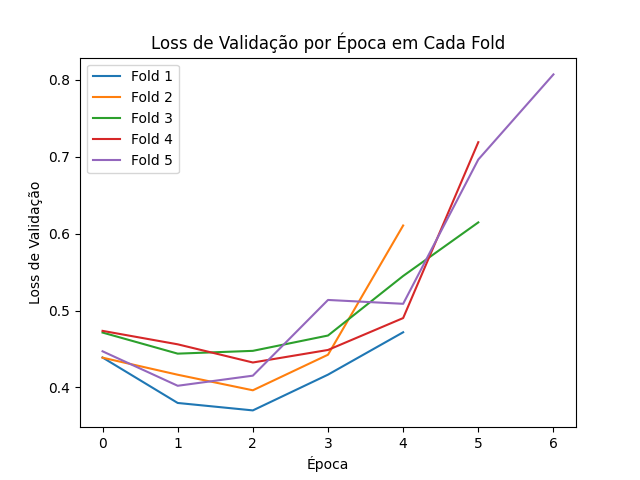 Loss de Validação por Época em Cada Fold
Fold 1
Fold 2
Fold 3
Fold 4
Fold 5
Loss de Validação
0.8
0.7
0.6
0.5
0.4
0 1 2 3 4 5 6
Época